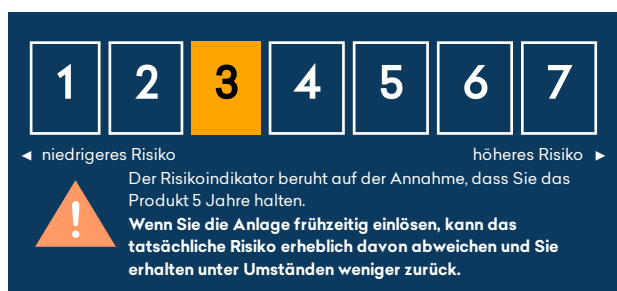 1 2 3 4 5 6 7
◄ niedrigeres Risiko höheres Risiko ►
Der Risikoindikator beruht auf der Annahme, dass Sie das
Produkt 5 Jahre halten.
Wenn Sie die Anlage frühzeitig einlösen, kann das
tatsächliche Risiko erheblich davon abweichen und Sie
erhalten unter Umständen weniger zurück.